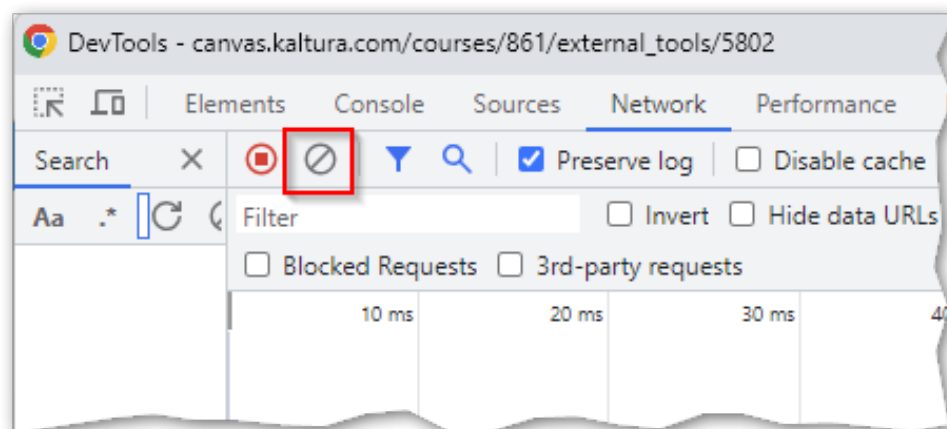 DevTools - canvas.kaltura.com/courses/861/external_tools/5802
Elements Console Sources Network Performance
Search Preserve log Disable cache
Aa .* Filter Invert Hide data URLs
Blocked Requests 3rd-party requests
10 ms 20 ms 30 ms